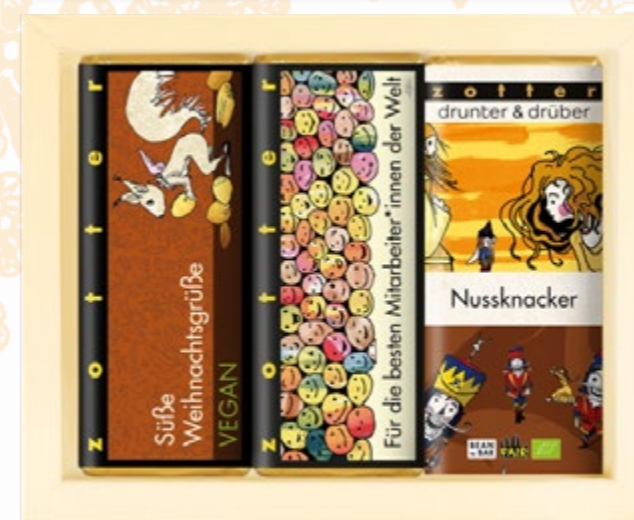 zotter
Süße
Weihnachtsgrüße
VEGAN
zotter
Für die besten Mitarbeiter*innen der Welt
zotter
drunter & drüber
Nussknacker
BEAN
TO BAR
FAIR